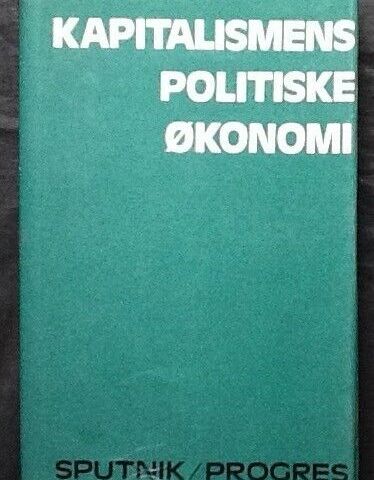 KAPITALISMENS
POLITISKE
ØKONOMI
SPUTNIK/PROGRES